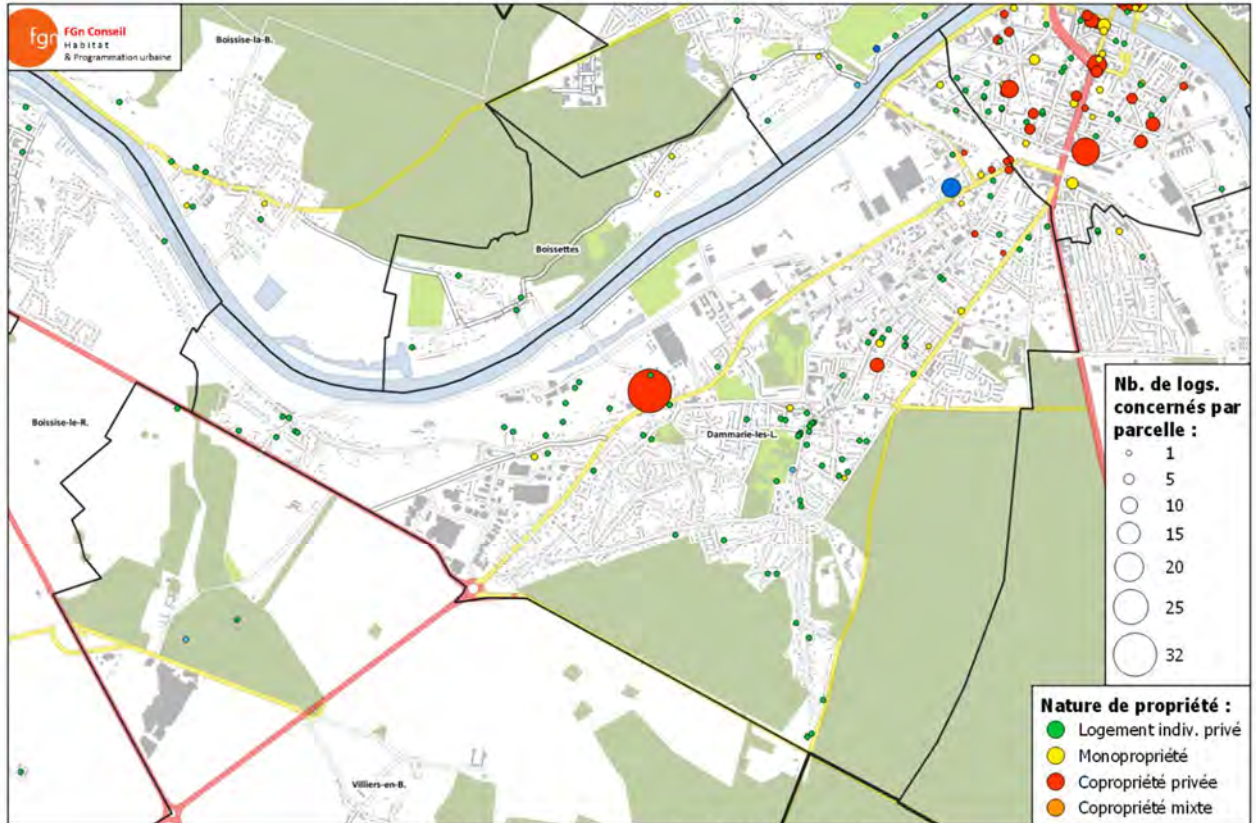 fgn
FGn Conseil
Habitat
& Programmation urbaine
Boissise-la-B.
Boissettes
Boissise-le-R.
Dammarie-les-L.
Villiers-en-B.
Nb. de logs.
concernés par
parcelle :
1
5
10
15
20
25
32
Nature de propriété :
Logement indiv. privé
Monopropriété
Copropriété privée
Copropriété mixte